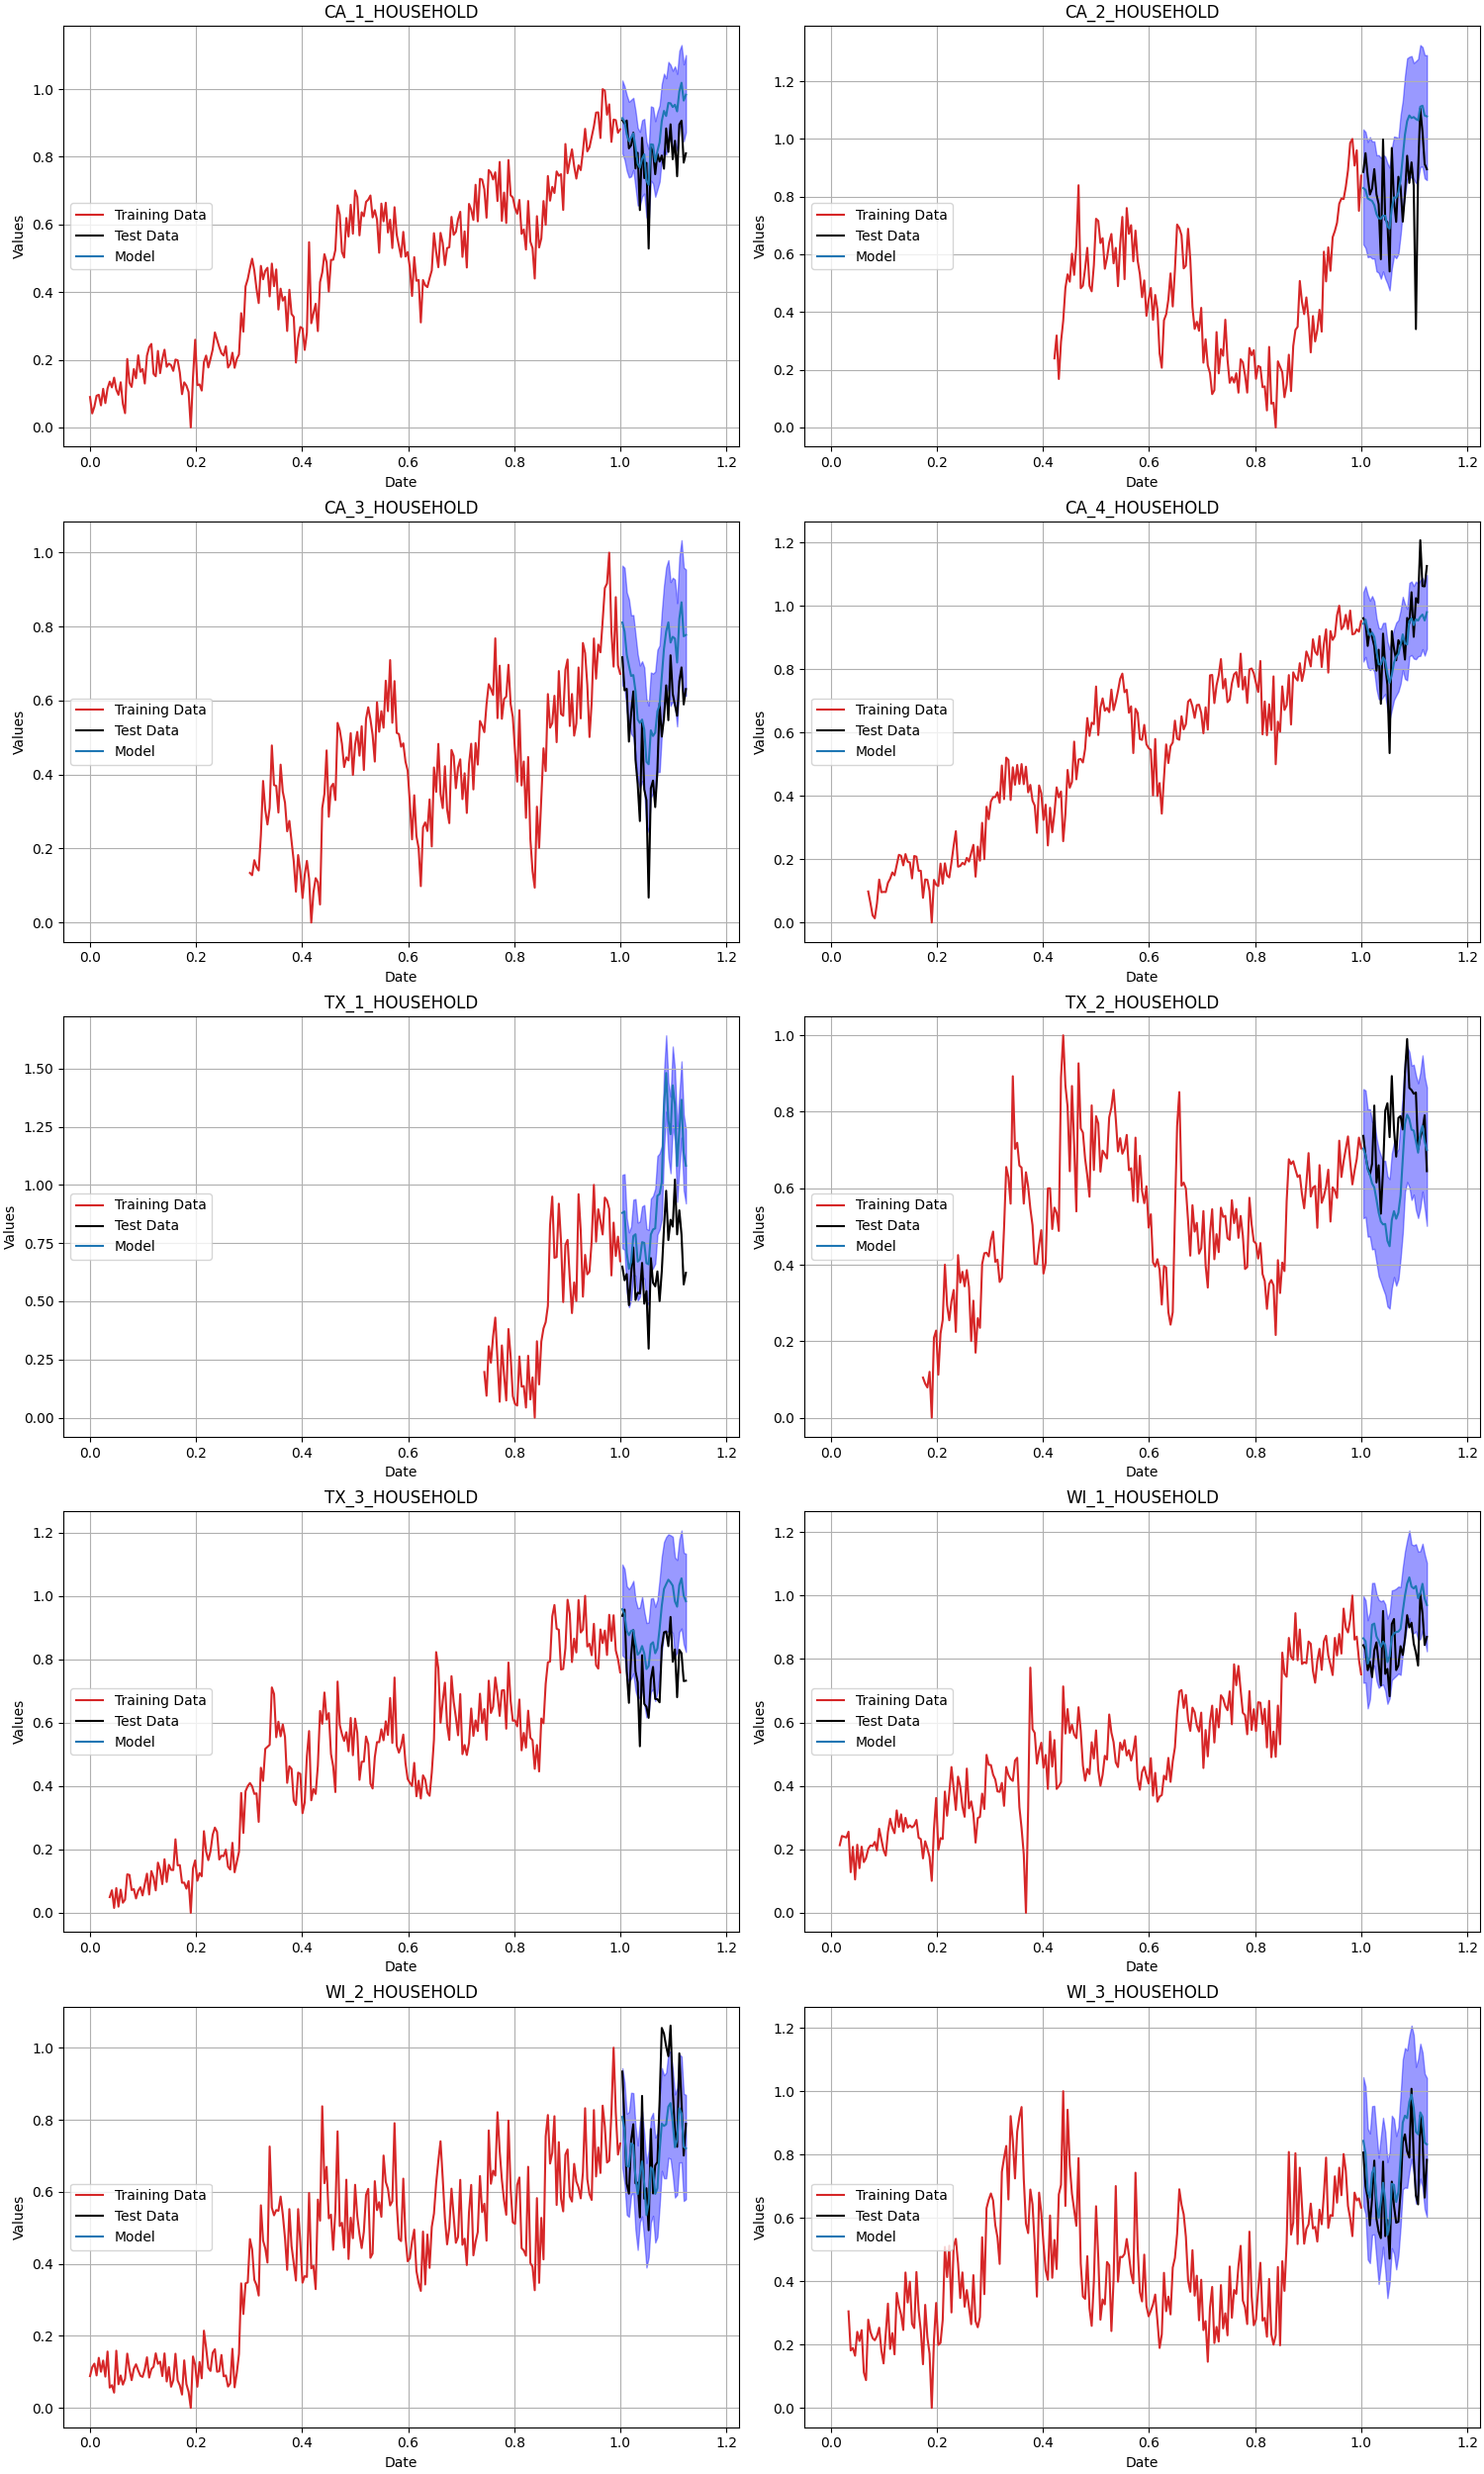 CA_1_HOUSEHOLD
1.0
0.8
0.6
0.4
0.2
0.0
Values
Training Data
Test Data
Model
0.0 0.2 0.4 0.6 0.8 1.0 1.2
Date
CA_2_HOUSEHOLD
1.2
1.0
0.8
0.6
0.4
0.2
0.0
Values
Training Data
Test Data
Model
0.0 0.2 0.4 0.6 0.8 1.0 1.2
Date
CA_3_HOUSEHOLD
1.0
0.8
0.6
0.4
0.2
0.0
Values
Training Data
Test Data
Model
0.0 0.2 0.4 0.6 0.8 1.0 1.2
Date
CA_4_HOUSEHOLD
1.2
1.0
0.8
0.6
0.4
0.2
0.0
Values
Training Data
Test Data
Model
0.0 0.2 0.4 0.6 0.8 1.0 1.2
Date
TX_1_HOUSEHOLD
1.50
1.25
1.00
0.75
0.50
0.25
0.00
Values
Training Data
Test Data
Model
0.0 0.2 0.4 0.6 0.8 1.0 1.2
Date
TX_2_HOUSEHOLD
1.0
0.8
0.6
0.4
0.2
0.0
Values
Training Data
Test Data
Model
0.0 0.2 0.4 0.6 0.8 1.0 1.2
Date
TX_3_HOUSEHOLD
1.2
1.0
0.8
0.6
0.4
0.2
0.0
Values
Training Data
Test Data
Model
0.0 0.2 0.4 0.6 0.8 1.0 1.2
Date
WI_1_HOUSEHOLD
1.2
1.0
0.8
0.6
0.4
0.2
0.0
Values
Training Data
Test Data
Model
0.0 0.2 0.4 0.6 0.8 1.0 1.2
Date
WI_2_HOUSEHOLD
1.0
0.8
0.6
0.4
0.2
0.0
Values
Training Data
Test Data
Model
0.0 0.2 0.4 0.6 0.8 1.0 1.2
Date
WI_3_HOUSEHOLD
1.2
1.0
0.8
0.6
0.4
0.2
0.0
Values
Training Data
Test Data
Model
0.0 0.2 0.4 0.6 0.8 1.0 1.2
Date